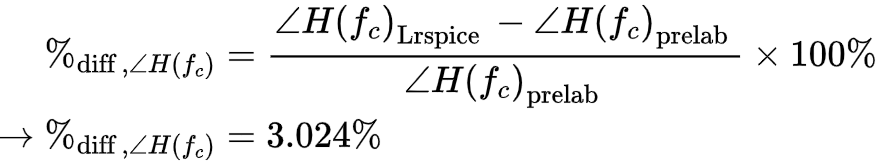 %diff ,∠H(fc) = ∠H(fc)Lrspice − ∠H(fc)prelab / ∠H(fc)prelab × 100%
→ %diff ,∠H(fc) = 3.024%